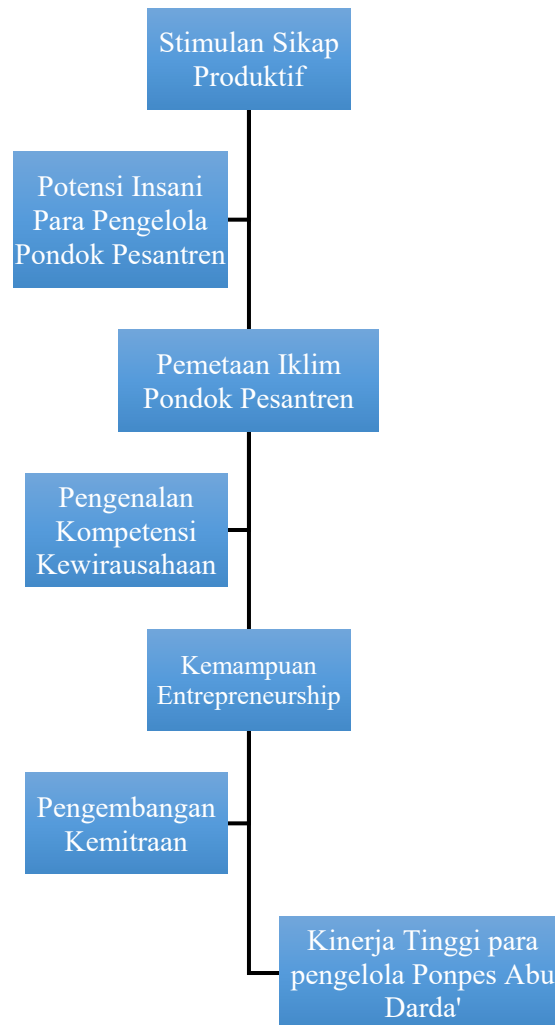 Stimulan Sikap
Produktif
Potensi Insani
Para Pengelola
Pondok Pesantren
Pemetaan Iklim
Pondok Pesantren
Pengenalan
Kompetensi
Kewirausahaan
Kemampuan
Entrepreneurship
Pengembangan
Kemitraan
Kinerja Tinggi para
pengelola Ponpes Abu
Darda'